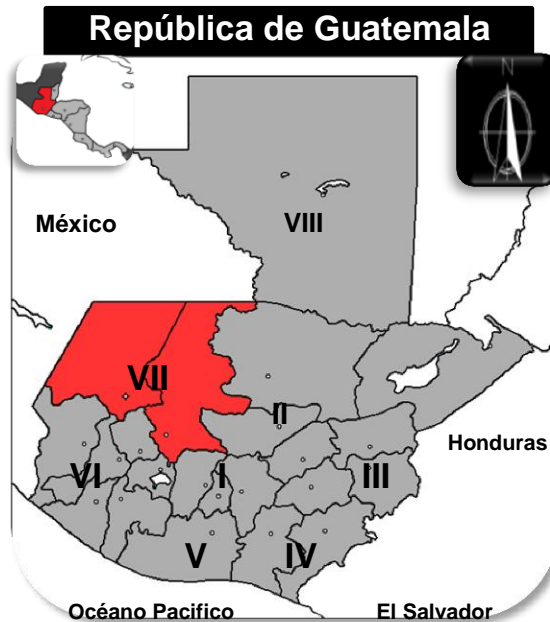 República de Guatemala
N
México
VIII
VII
II
Honduras
VI
I
III
V
IV
Océano Pacifico
El Salvador